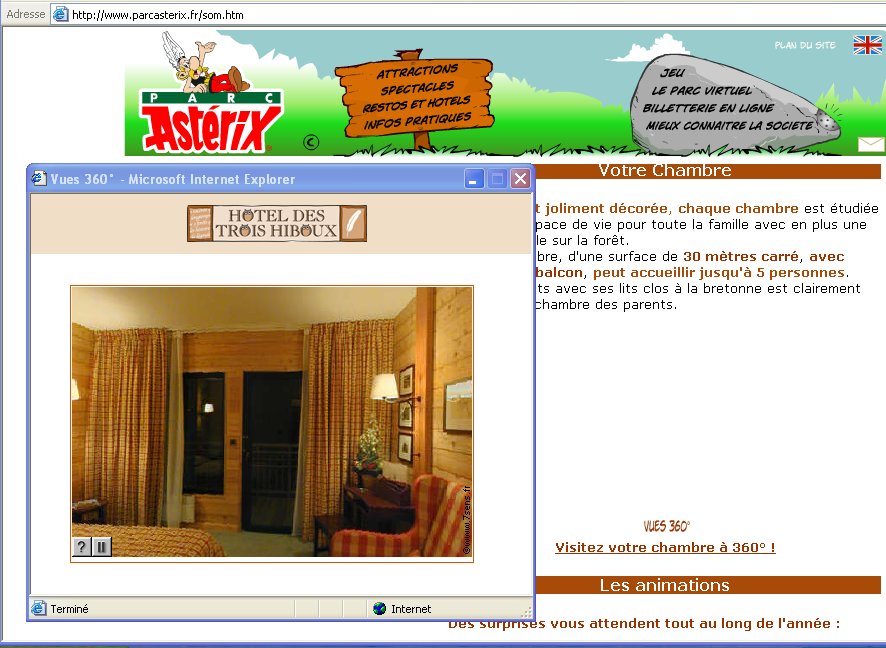 Adresse http://www.parcasterix.fr/som.htm
PARC
Astérix
©
ATTRACTIONS
SPECTACLES
RESTOS ET HOTELS
INFOS PRATIQUES
PLAN DU SITE
JEU
LE PARC VIRTUEL
BILLETTERIE EN LIGNE
MIEUX CONNAITRE LA SOCIETE
Vues 360° - Microsoft Internet Explorer
HOTEL DES
TROIS HIBOUX
? 
©www.7sens.fr
Terminé Internet
Votre Chambre
t joliment décorée, chaque chambre est étudiée
pace de vie pour toute la famille avec en plus une
le sur la forêt.
bre, d'une surface de 30 mètres carré, avec
balcon, peut accueillir jusqu'à 5 personnes.
ts avec ses lits clos à la bretonne est clairement
chambre des parents.
VUES 360°
Visitez votre chambre à 360° !
Les animations
Des surprises vous attendent tout au long de l'année :